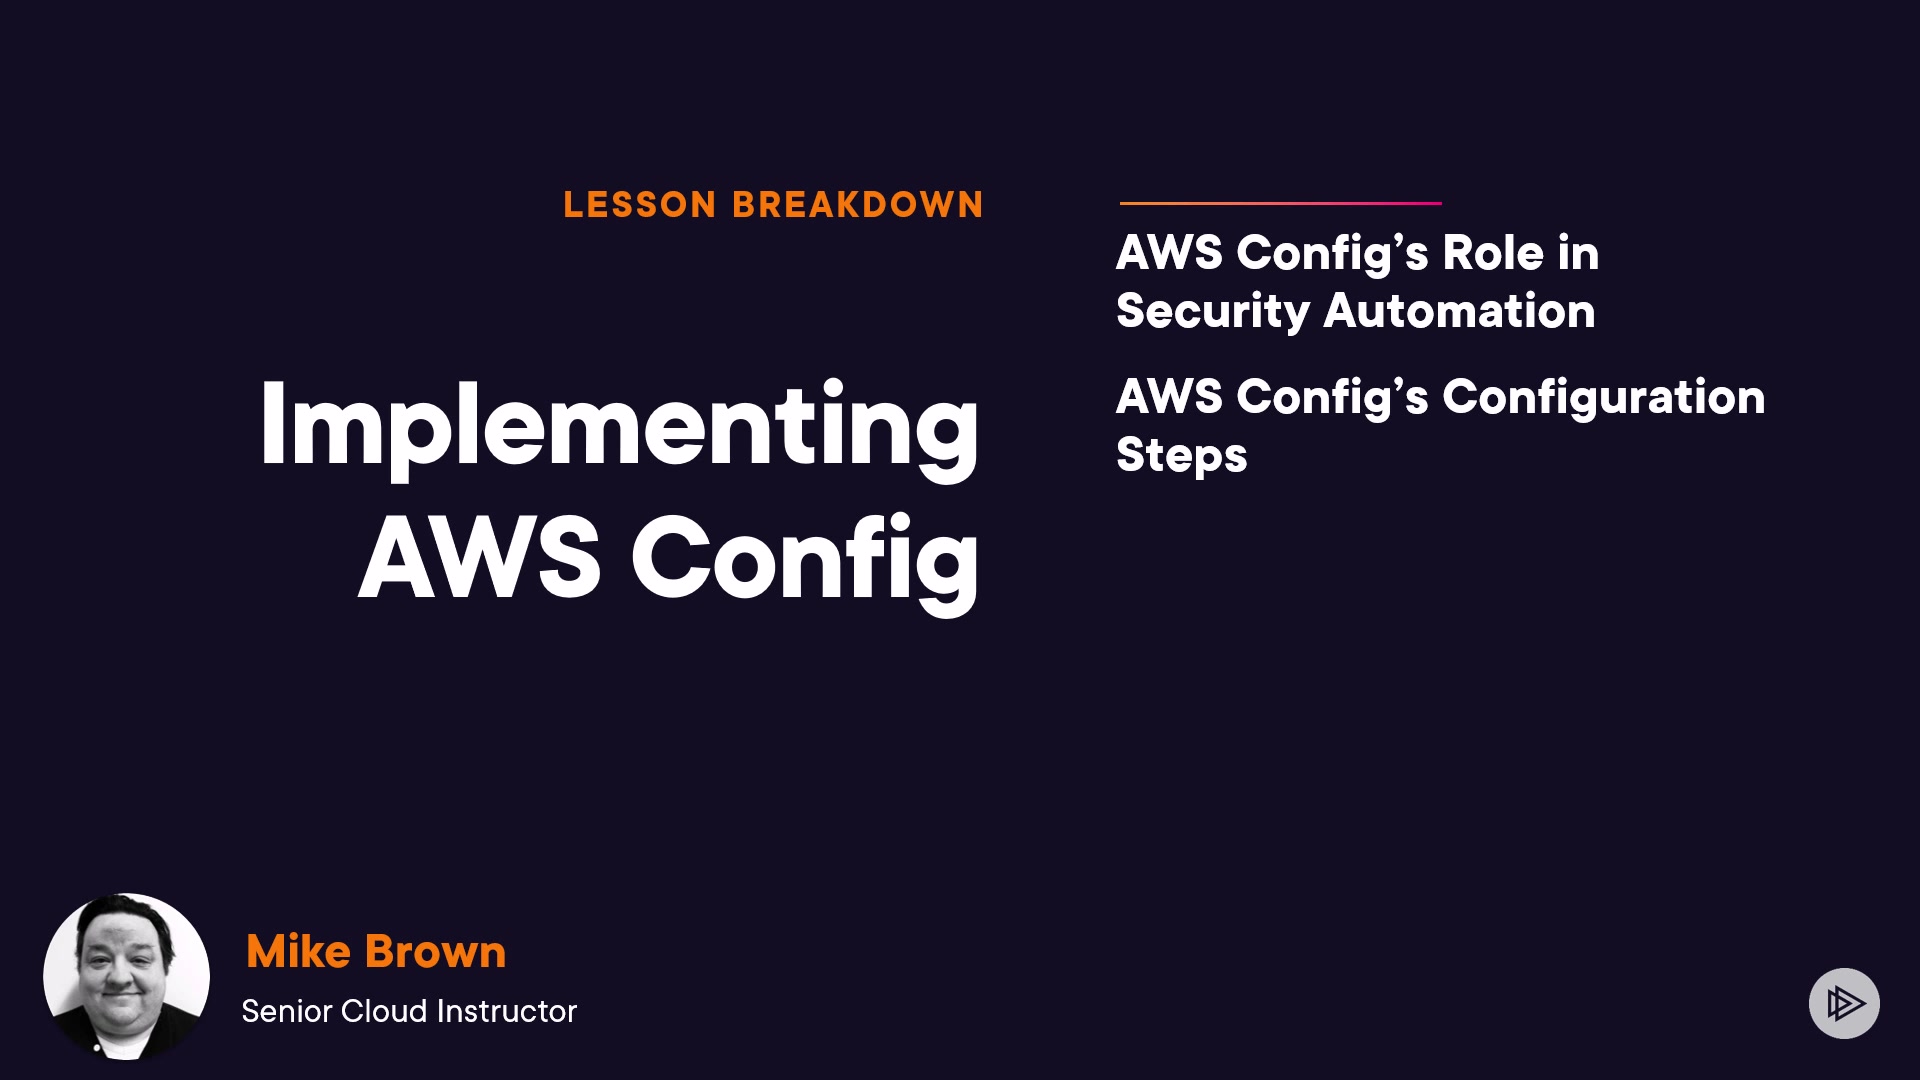 LESSON BREAKDOWN
Implementing
AWS Config
AWS Config’s Role in
Security Automation
AWS Config’s Configuration
Steps
Mike Brown
Senior Cloud Instructor